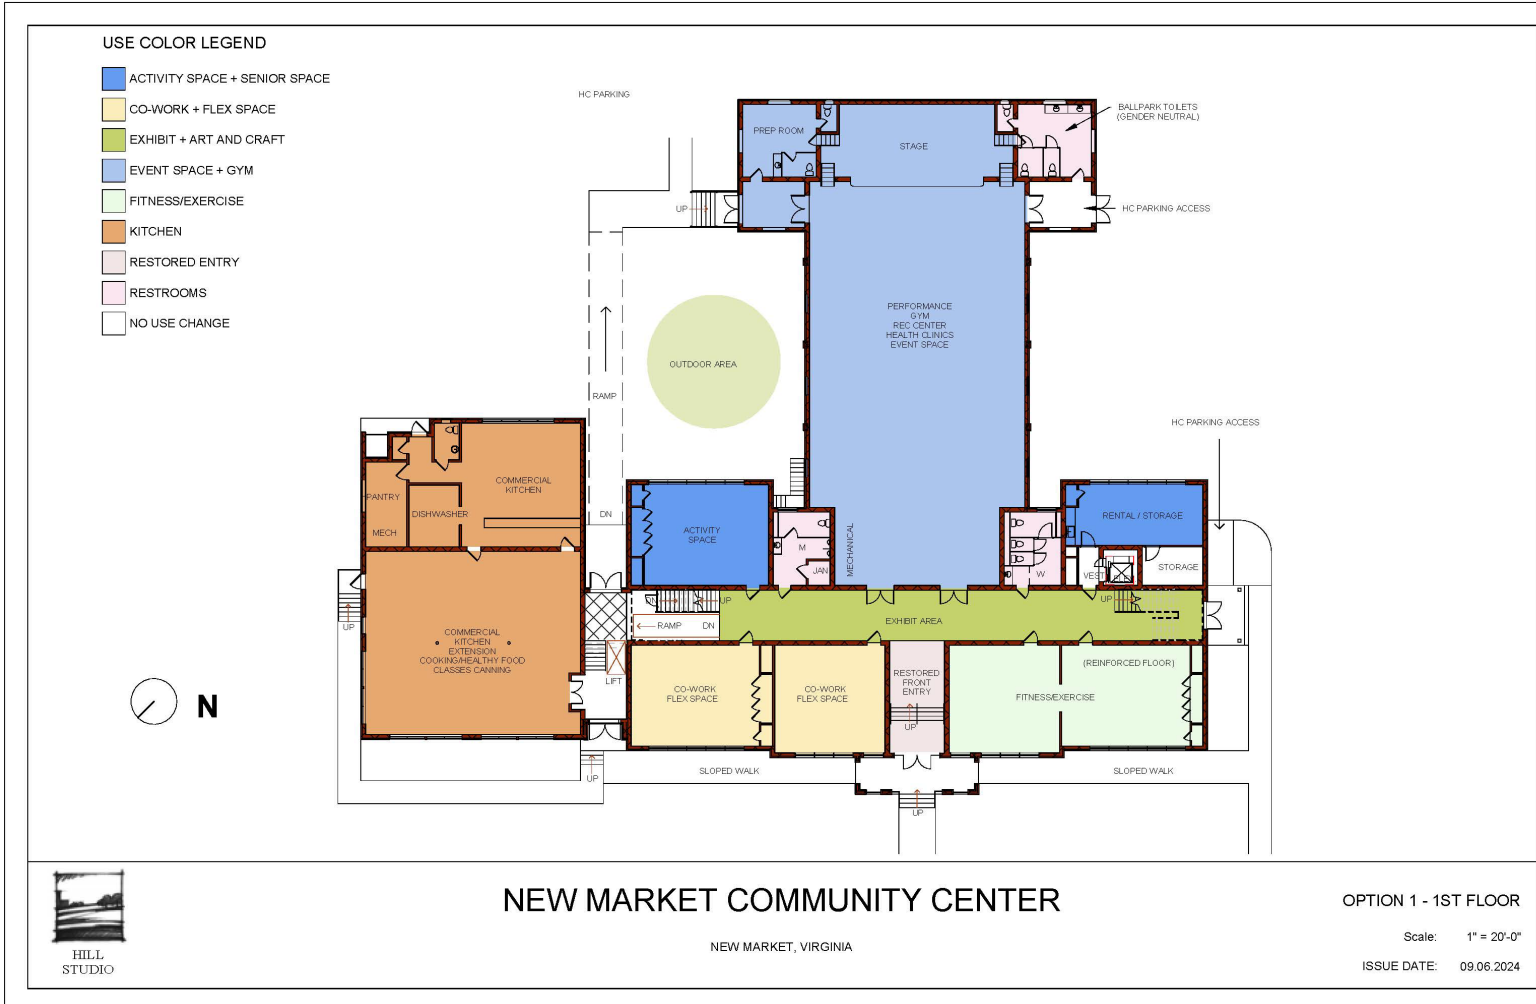 USE COLOR LEGEND
ACTIVITY SPACE + SENIOR SPACE
CO-WORK + FLEX SPACE
EXHIBIT + ART AND CRAFT
EVENT SPACE + GYM
FITNESS/EXERCISE
KITCHEN
RESTORED ENTRY
RESTROOMS
NO USE CHANGE
HC PARKING
BALLPARK TOILETS
(GENDER NEUTRAL)
PREP ROOM
STAGE
UP
HC PARKING ACCESS
PERFORMANCE
GYM
REC CENTER
HEALTH CLINICS
EVENT SPACE
OUTDOOR AREA
RAMP
HC PARKING ACCESS
COMMERCIAL
KITCHEN
PANTRY
DISHWASHER
MECH
DN
ACTIVITY
SPACE
M
JAN
MECHANICAL
W
RENTAL / STORAGE
VEST
STORAGE
UP
DN
UP
RAMP
DN
EXHIBIT AREA
UP
COMMERCIAL
KITCHEN
EXTENSION
COOKING/HEALTHY FOOD
CLASSES CANNING
LIFT
CO-WORK
FLEX SPACE
CO-WORK
FLEX SPACE
RESTORED
FRONT
ENTRY
UP
(REINFORCED FLOOR)
FITNESS/EXERCISE
N
UP
SLOPED WALK
SLOPED WALK
UP
HILL
STUDIO
NEW MARKET COMMUNITY CENTER
NEW MARKET, VIRGINIA
OPTION 1 - 1ST FLOOR
Scale: 1" = 20'-0"
ISSUE DATE: 09.06.2024